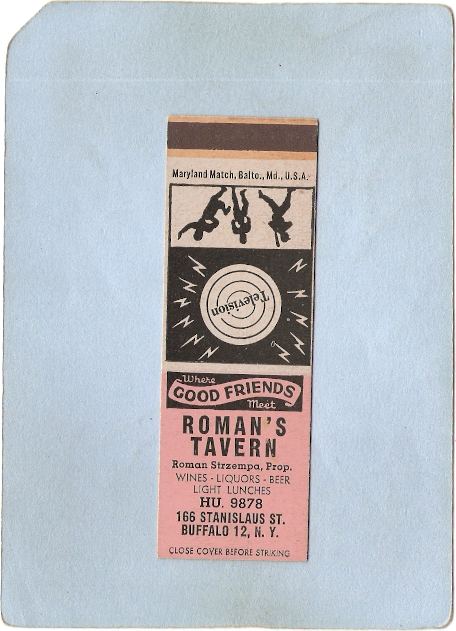 Maryland Match, Balto., Md., U.S.A.
Television
Where
GOOD FRIENDS
Meet
ROMAN'S
TAVERN
Roman Strzempa, Prop.
WINES - LIQUORS - BEER
LIGHT LUNCHES
HU. 9878
166 STANISLAUS ST.
BUFFALO 12, N. Y.
CLOSE COVER BEFORE STRIKING